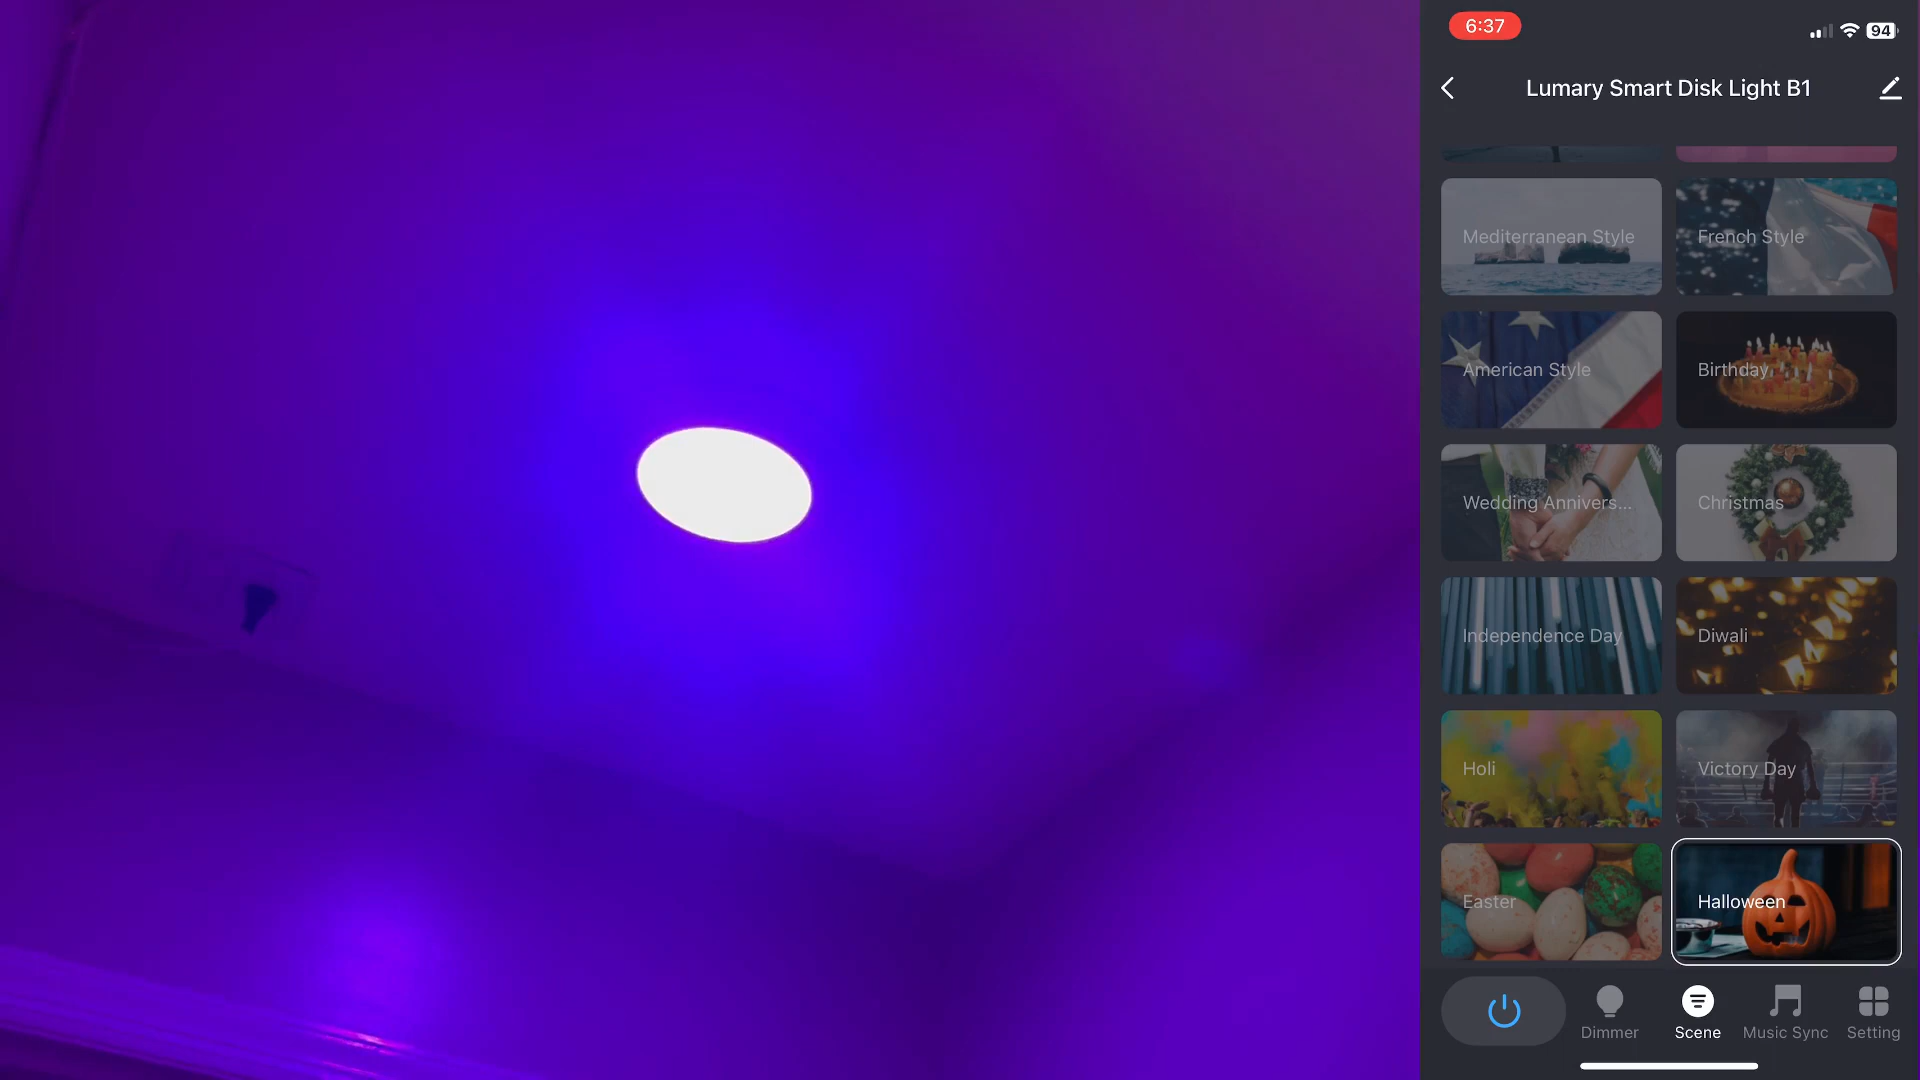 6:37
94
Lumary Smart Disk Light B1
Mediterranean Style
French Style
American Style
Birthday
Wedding Annivers...
Christmas
Independence Day
Diwali
Holi
Victory Day
Easter
Halloween
Dimmer
Scene
Music Sync
Setting